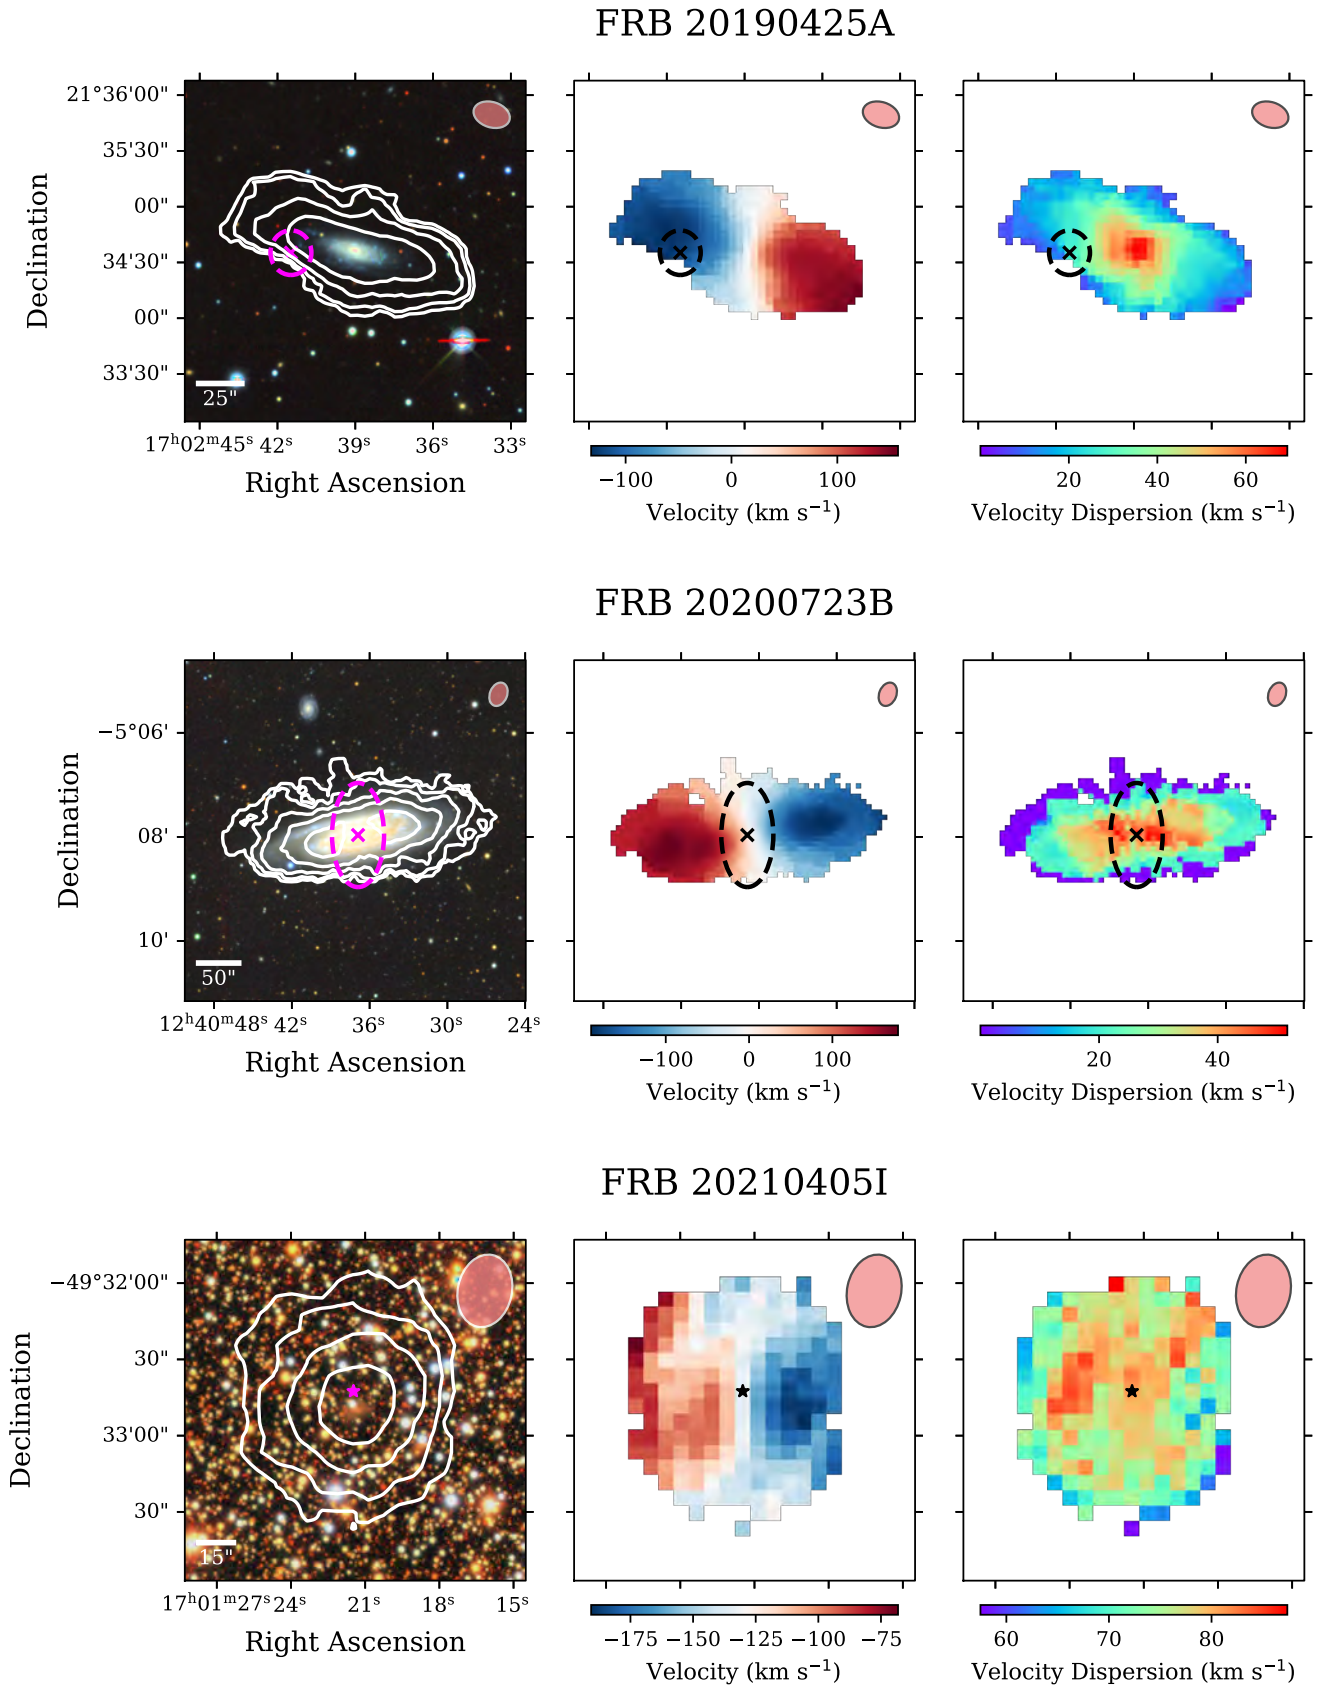 FRB 20190425A
21°36'00"
35'30"
00"
34'30"
00"
33'30"
Declination
25"
17ʰ02ᵐ45ˢ 42ˢ 39ˢ 36ˢ 33ˢ
Right Ascension
−100 0 100
Velocity (km s⁻¹)
20 40 60
Velocity Dispersion (km s⁻¹)
FRB 20200723B
−5°06'
08'
10'
Declination
50"
12ʰ40ᵐ48ˢ 42ˢ 36ˢ 30ˢ 24ˢ
Right Ascension
−100 0 100
Velocity (km s⁻¹)
20 40
Velocity Dispersion (km s⁻¹)
FRB 20210405I
−49°32'00"
30"
33'00"
30"
Declination
15"
17ʰ01ᵐ27ˢ 24ˢ 21ˢ 18ˢ 15ˢ
Right Ascension
−175 −150 −125 −100 −75
Velocity (km s⁻¹)
60 70 80
Velocity Dispersion (km s⁻¹)